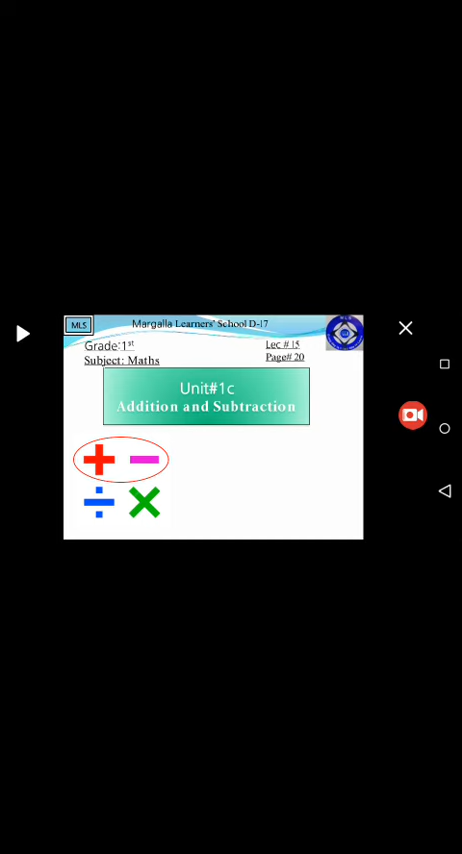 MLS
Margalla Learners' School D-17
Grade:1st
Lec # 15
Subject: Maths
Page# 20
Unit#1c
Addition and Subtraction
+ −
÷ ×